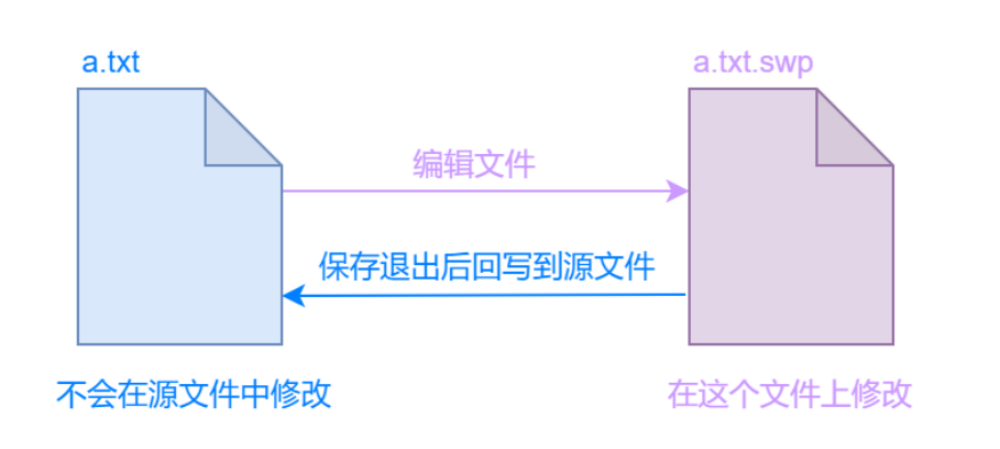 a.txt
a.txt.swp
编辑文件
保存退出后回写到源文件
不会在源文件中修改
在这个文件上修改